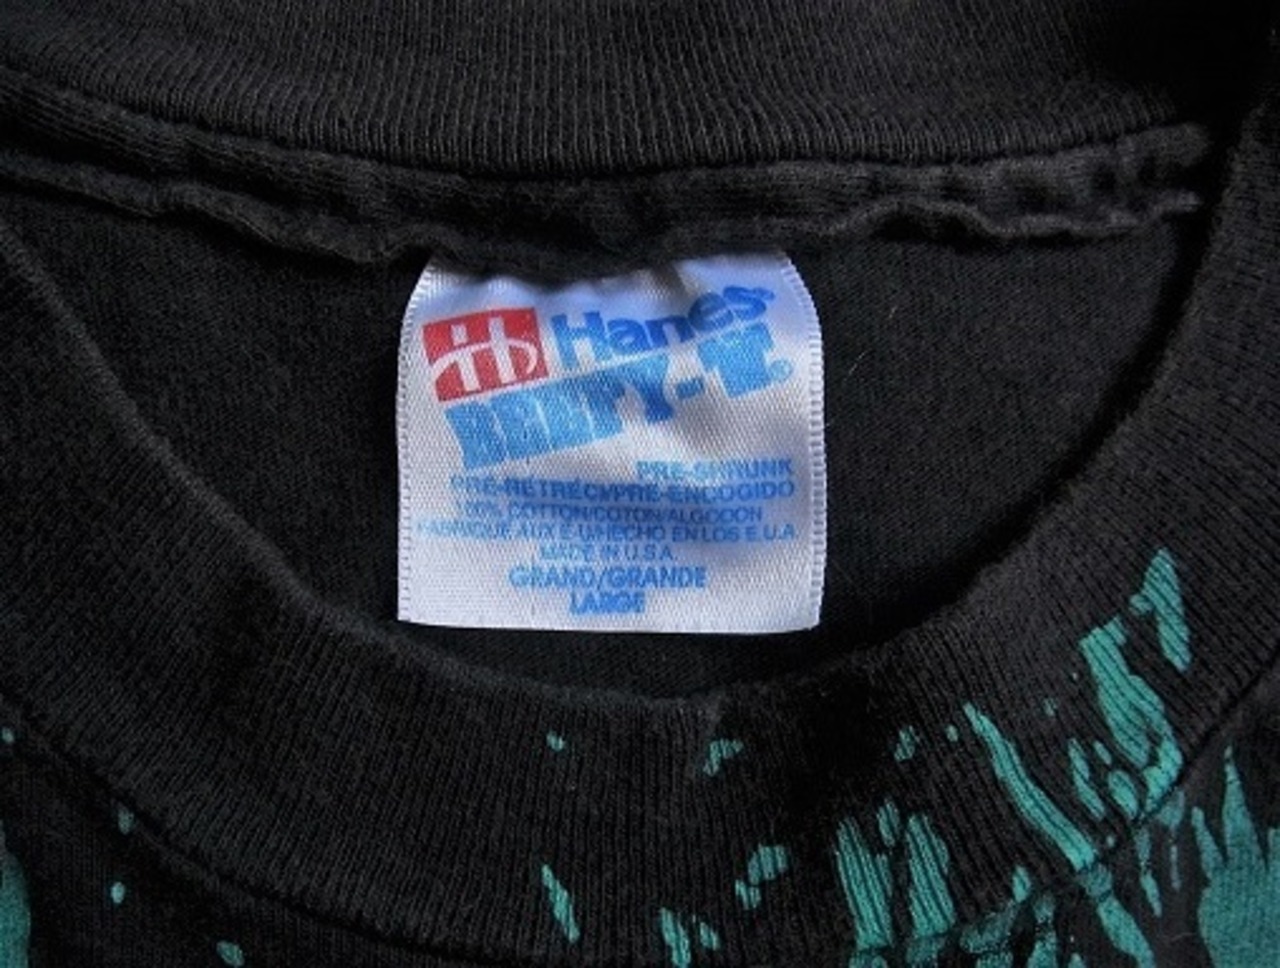 Hanes
BEEFY-T.®
PRE-SHRUNK
PRÉ-RÉTRÉCI/PRE-ENCOGIDO
100% COTTON/COTON/ALGODON
FABRIQUÉ AUX É.-U./HECHO EN LOS E.U.A
MADE IN U.S.A.
GRAND/GRANDE
LARGE